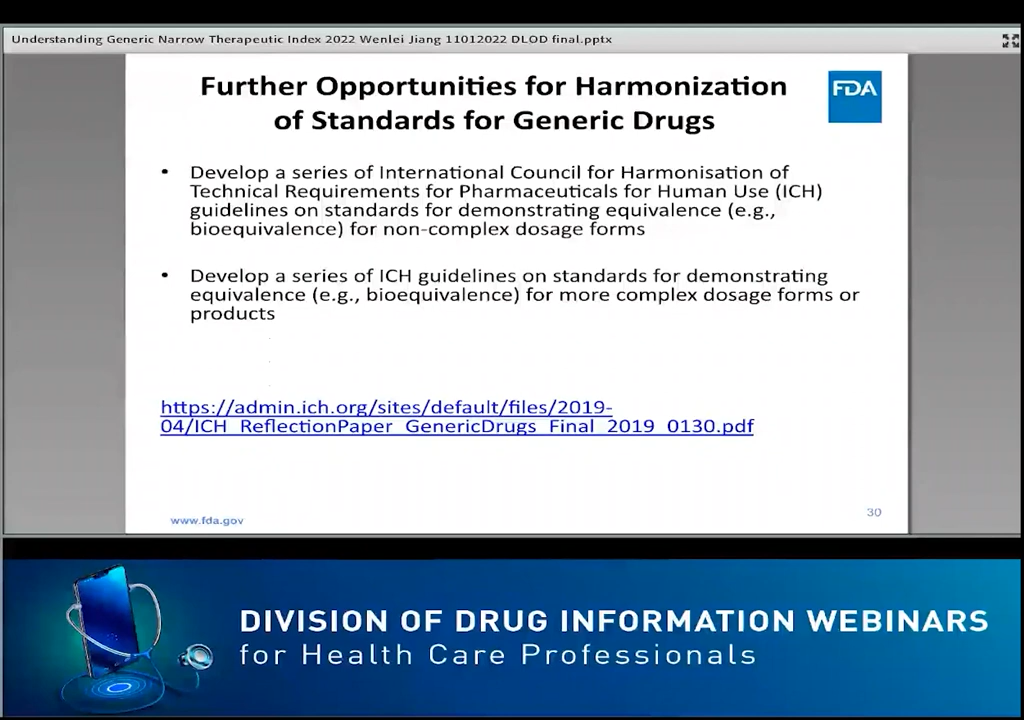 Understanding Generic Narrow Therapeutic Index 2022 Wenlei Jiang 11012022 DLOD final.pptx
Further Opportunities for Harmonization
of Standards for Generic Drugs
FDA
• Develop a series of International Council for Harmonisation of
Technical Requirements for Pharmaceuticals for Human Use (ICH)
guidelines on standards for demonstrating equivalence (e.g.,
bioequivalence) for non-complex dosage forms
• Develop a series of ICH guidelines on standards for demonstrating
equivalence (e.g., bioequivalence) for more complex dosage forms or
products
https://admin.ich.org/sites/default/files/2019-
04/ICH_ReflectionPaper_GenericDrugs_Final_2019_0130.pdf
www.fda.gov
30
DIVISION OF DRUG INFORMATION WEBINARS
for Health Care Professionals